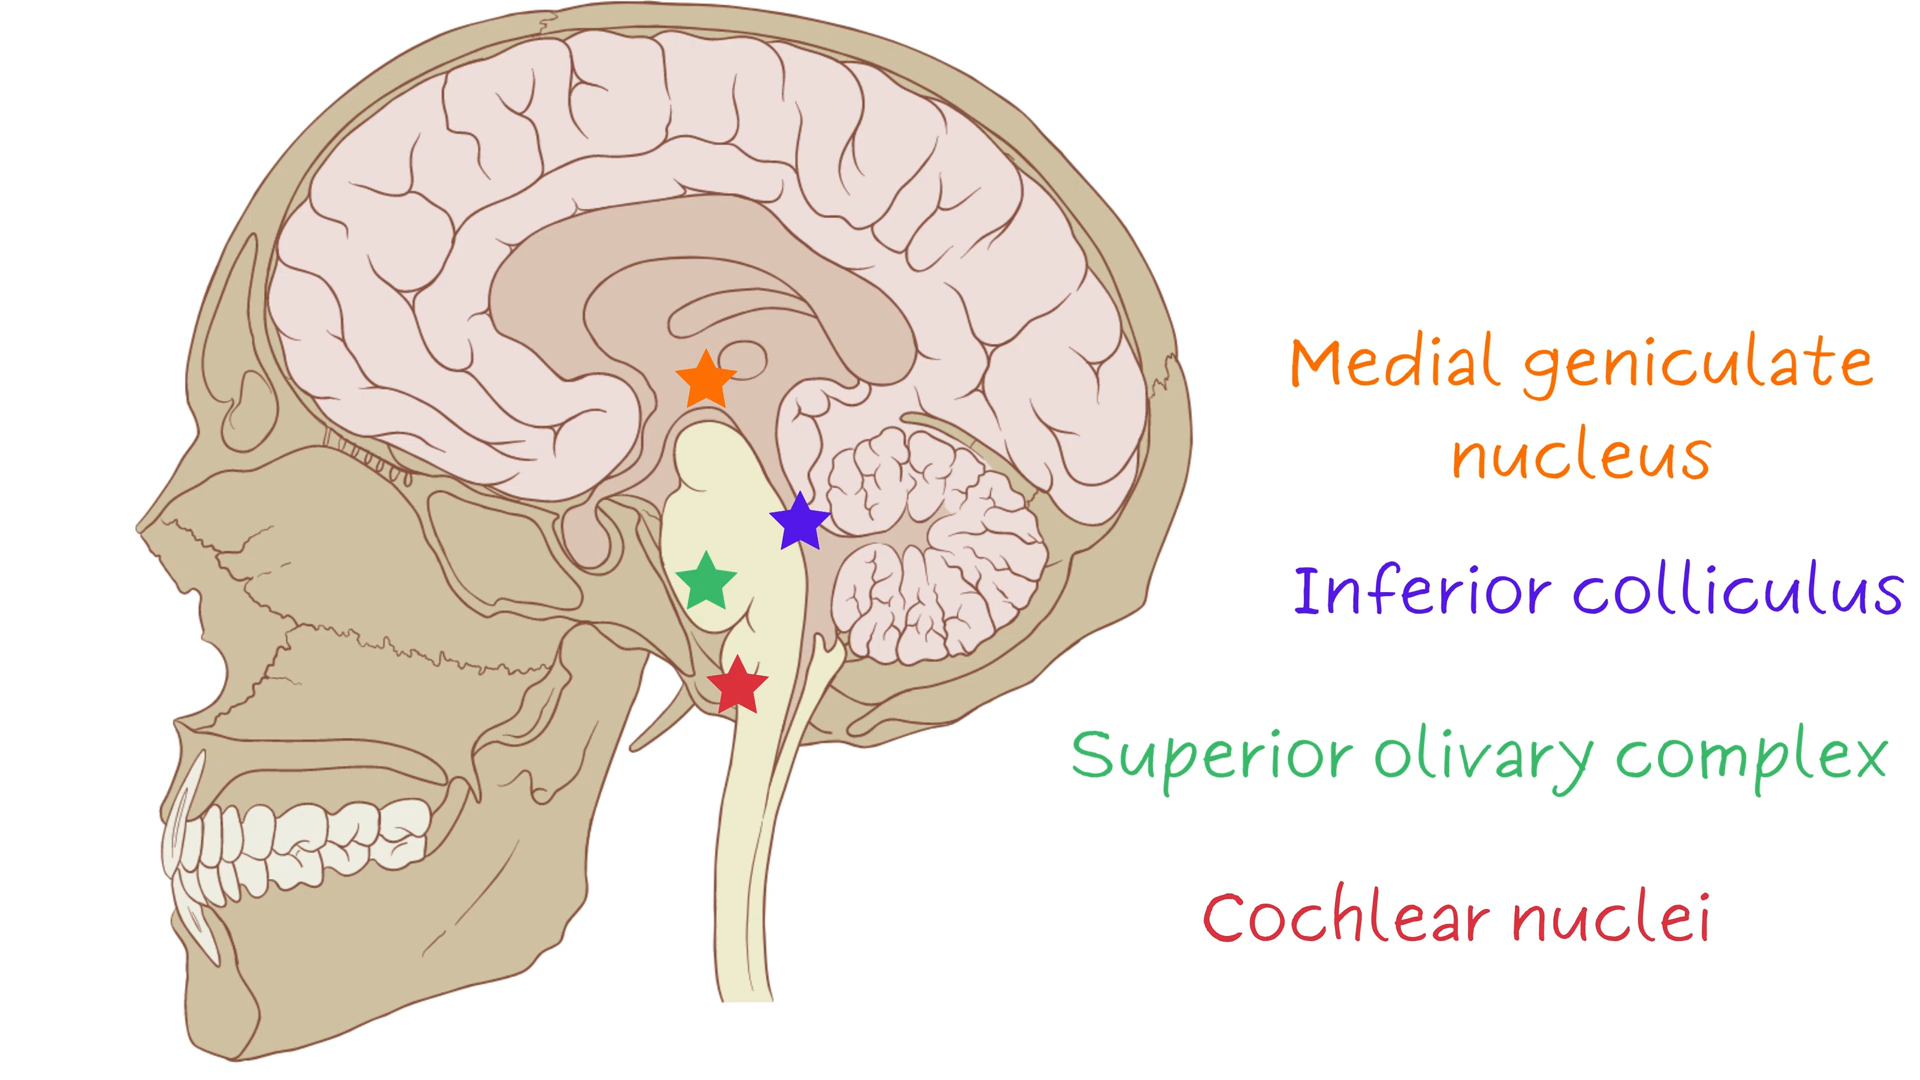 Medial geniculate
nucleus
Inferior colliculus
Superior olivary complex
Cochlear nuclei